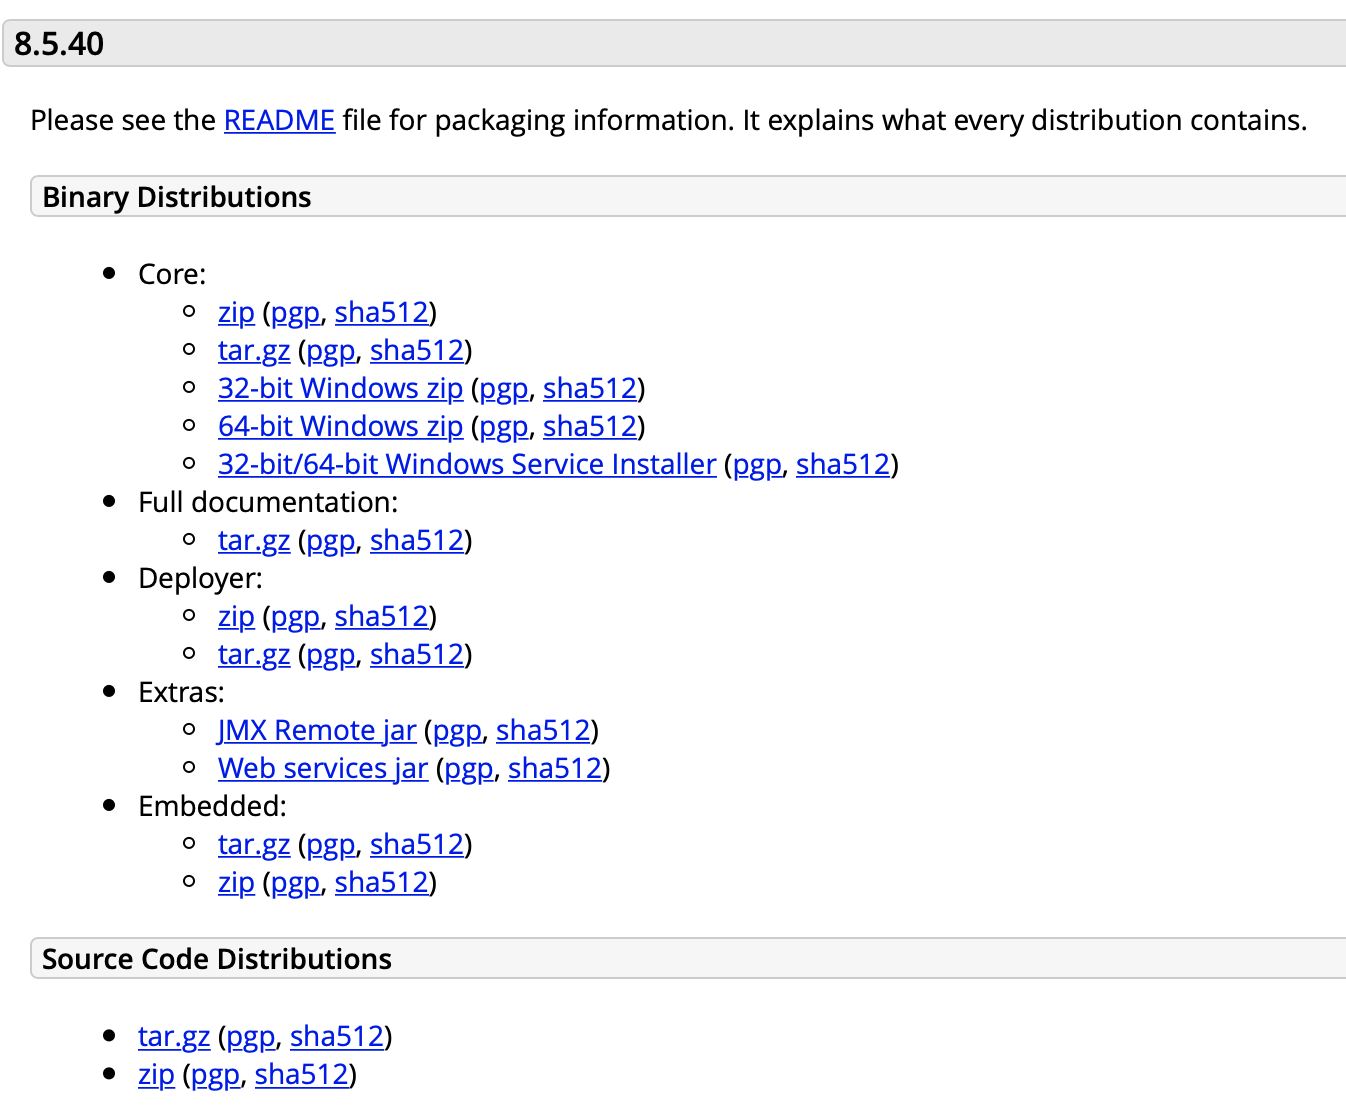 8.5.40
Please see the README file for packaging information. It explains what every distribution contains.
Binary Distributions
Core:
zip (pgp, sha512)
tar.gz (pgp, sha512)
32-bit Windows zip (pgp, sha512)
64-bit Windows zip (pgp, sha512)
32-bit/64-bit Windows Service Installer (pgp, sha512)
Full documentation:
tar.gz (pgp, sha512)
Deployer:
zip (pgp, sha512)
tar.gz (pgp, sha512)
Extras:
JMX Remote jar (pgp, sha512)
Web services jar (pgp, sha512)
Embedded:
tar.gz (pgp, sha512)
zip (pgp, sha512)
Source Code Distributions
tar.gz (pgp, sha512)
zip (pgp, sha512)